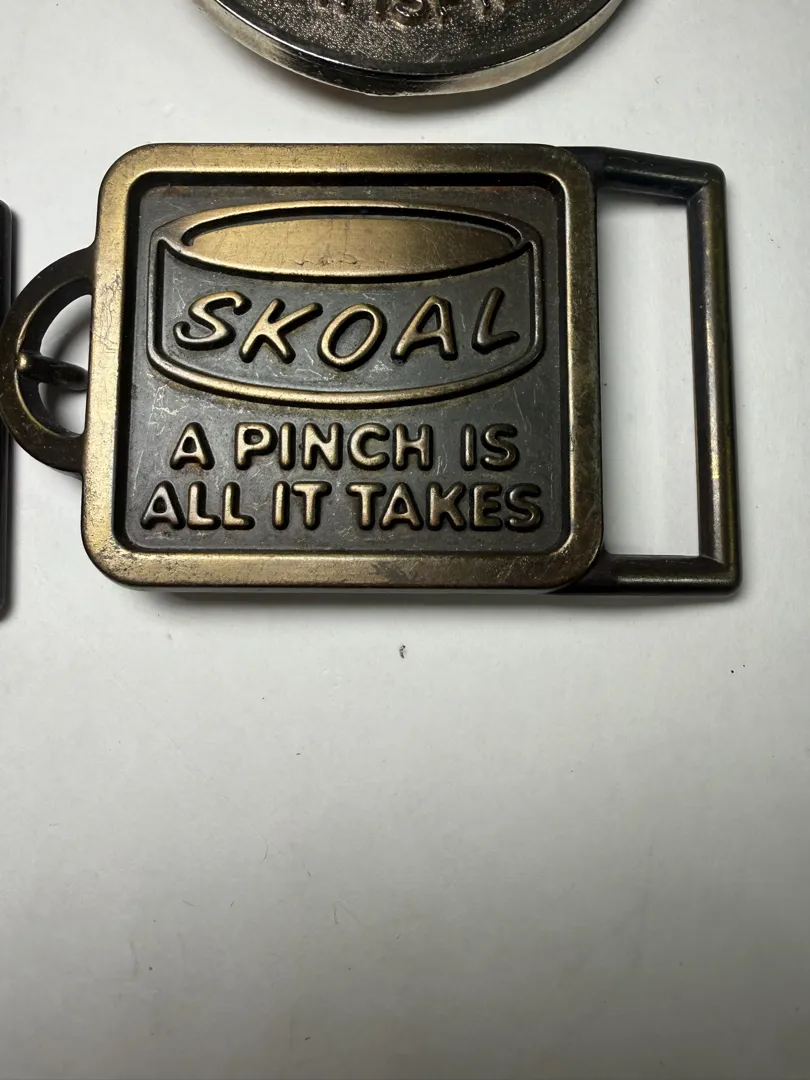 SKOAL
A PINCH IS
ALL IT TAKES